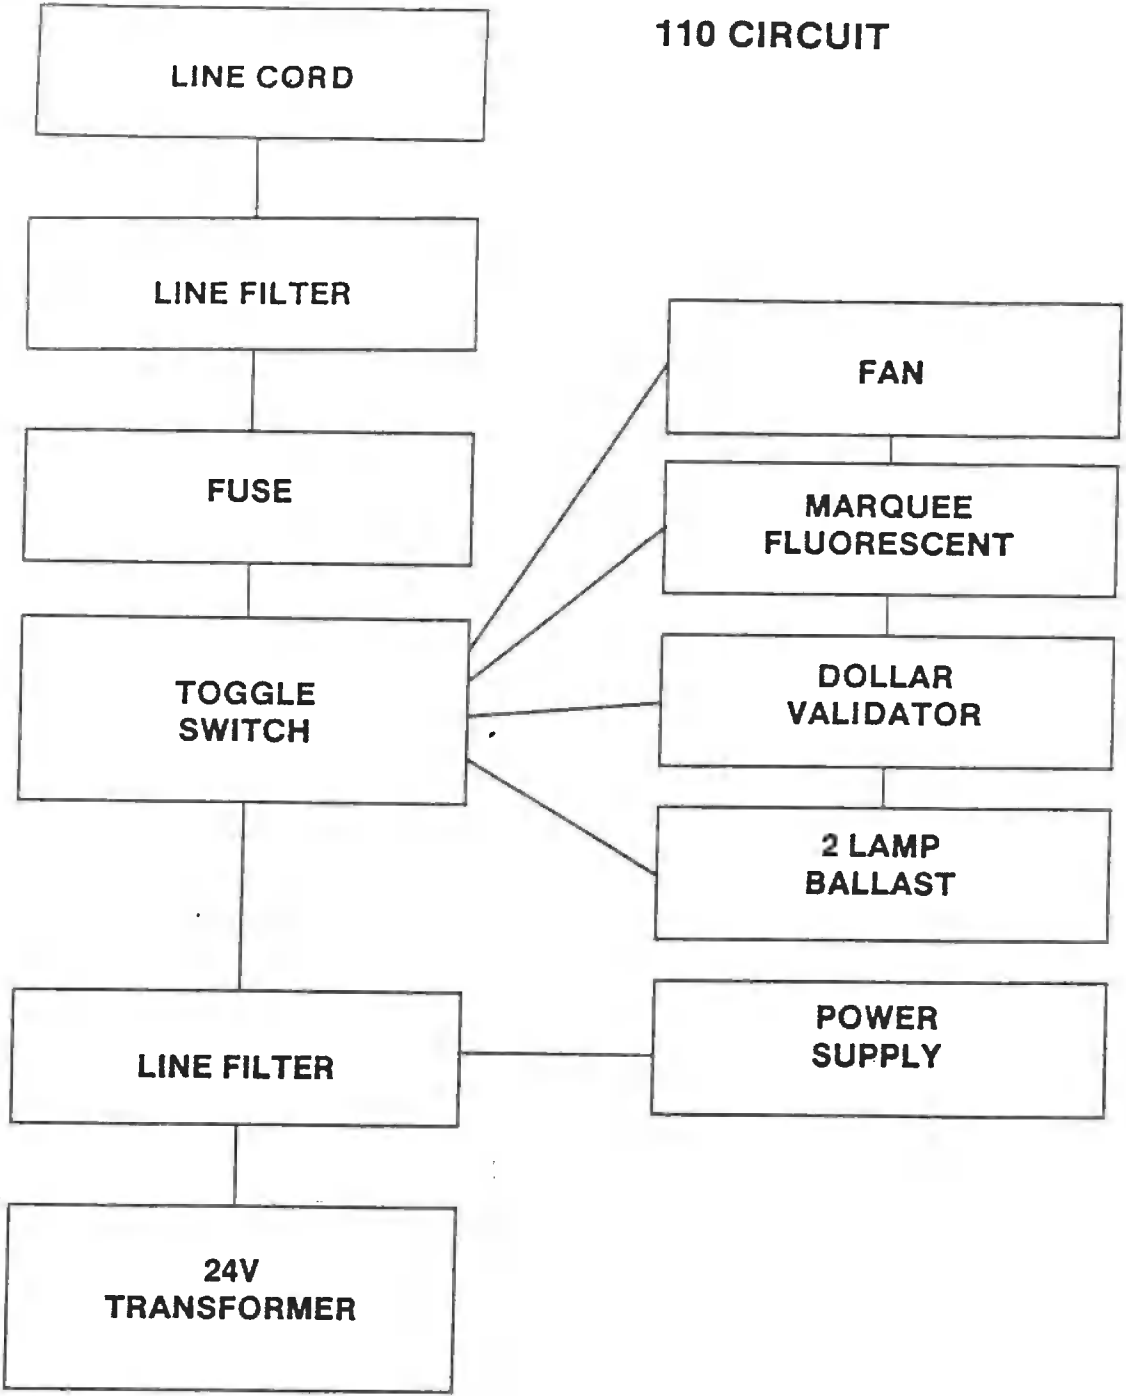 110 CIRCUIT
LINE CORD
LINE FILTER
FUSE
TOGGLE
SWITCH
FAN
MARQUEE
FLUORESCENT
DOLLAR
VALIDATOR
2 LAMP
BALLAST
LINE FILTER
POWER
SUPPLY
24V
TRANSFORMER